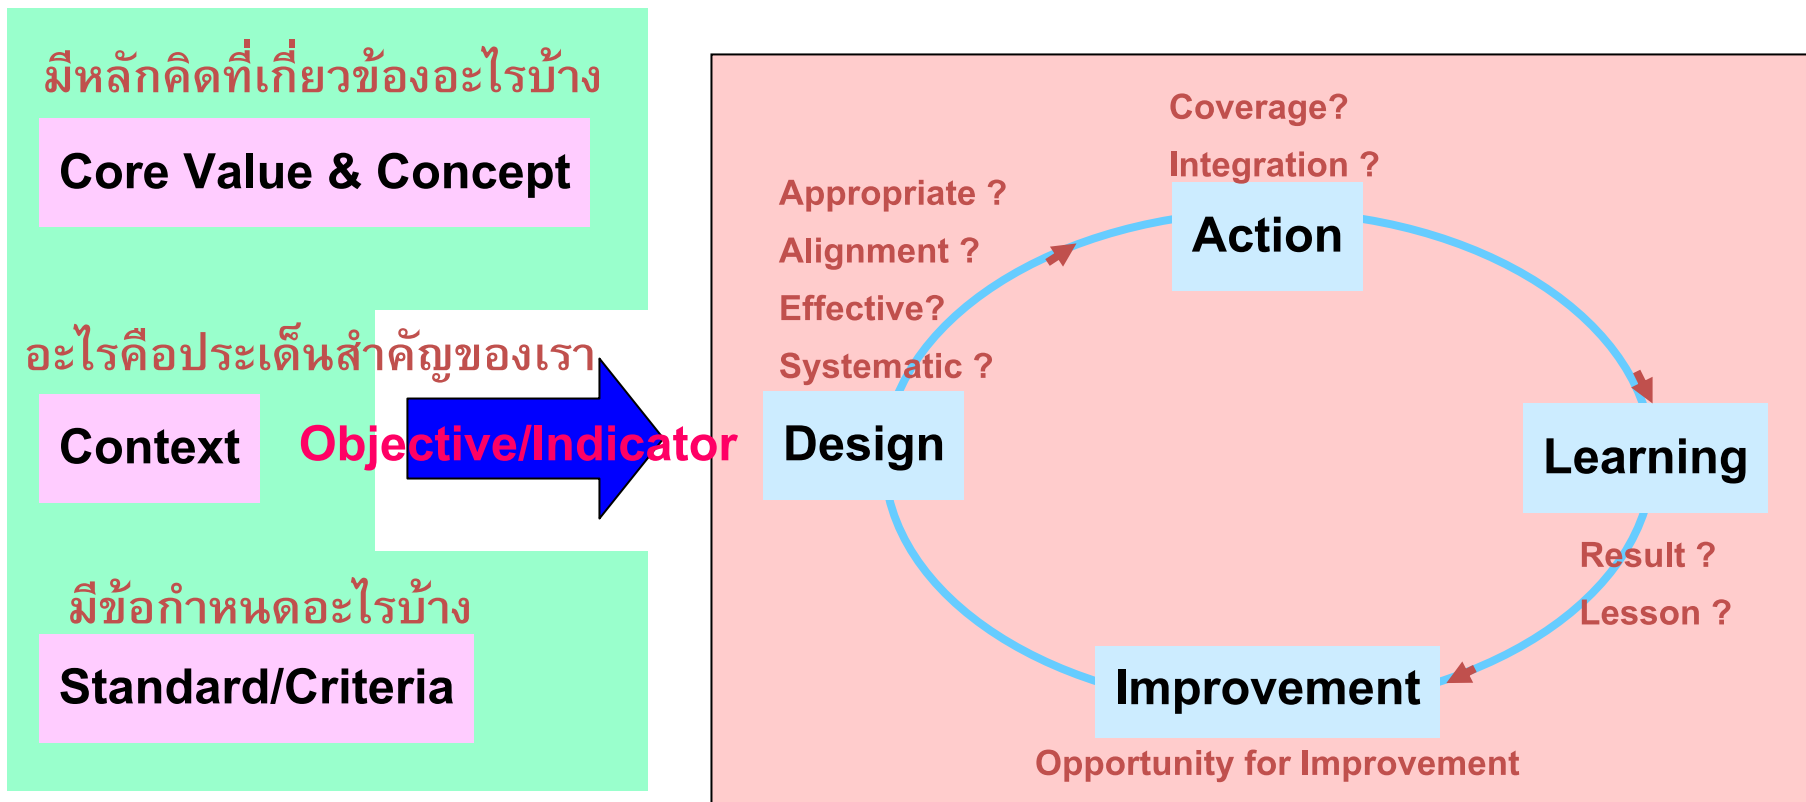 มีหลักคิดที่เกี่ยวข้องอะไรบ้าง
Core Value & Concept
อะไรคือประเด็นสำคัญของเรา
Context
Objective/Indicator
มีข้อกำหนดอะไรบ้าง
Standard/Criteria
Coverage?
Integration ?
Action
Appropriate ?
Alignment ?
Effective?
Systematic ?
Design
Learning
Result ?
Lesson ?
Improvement
Opportunity for Improvement